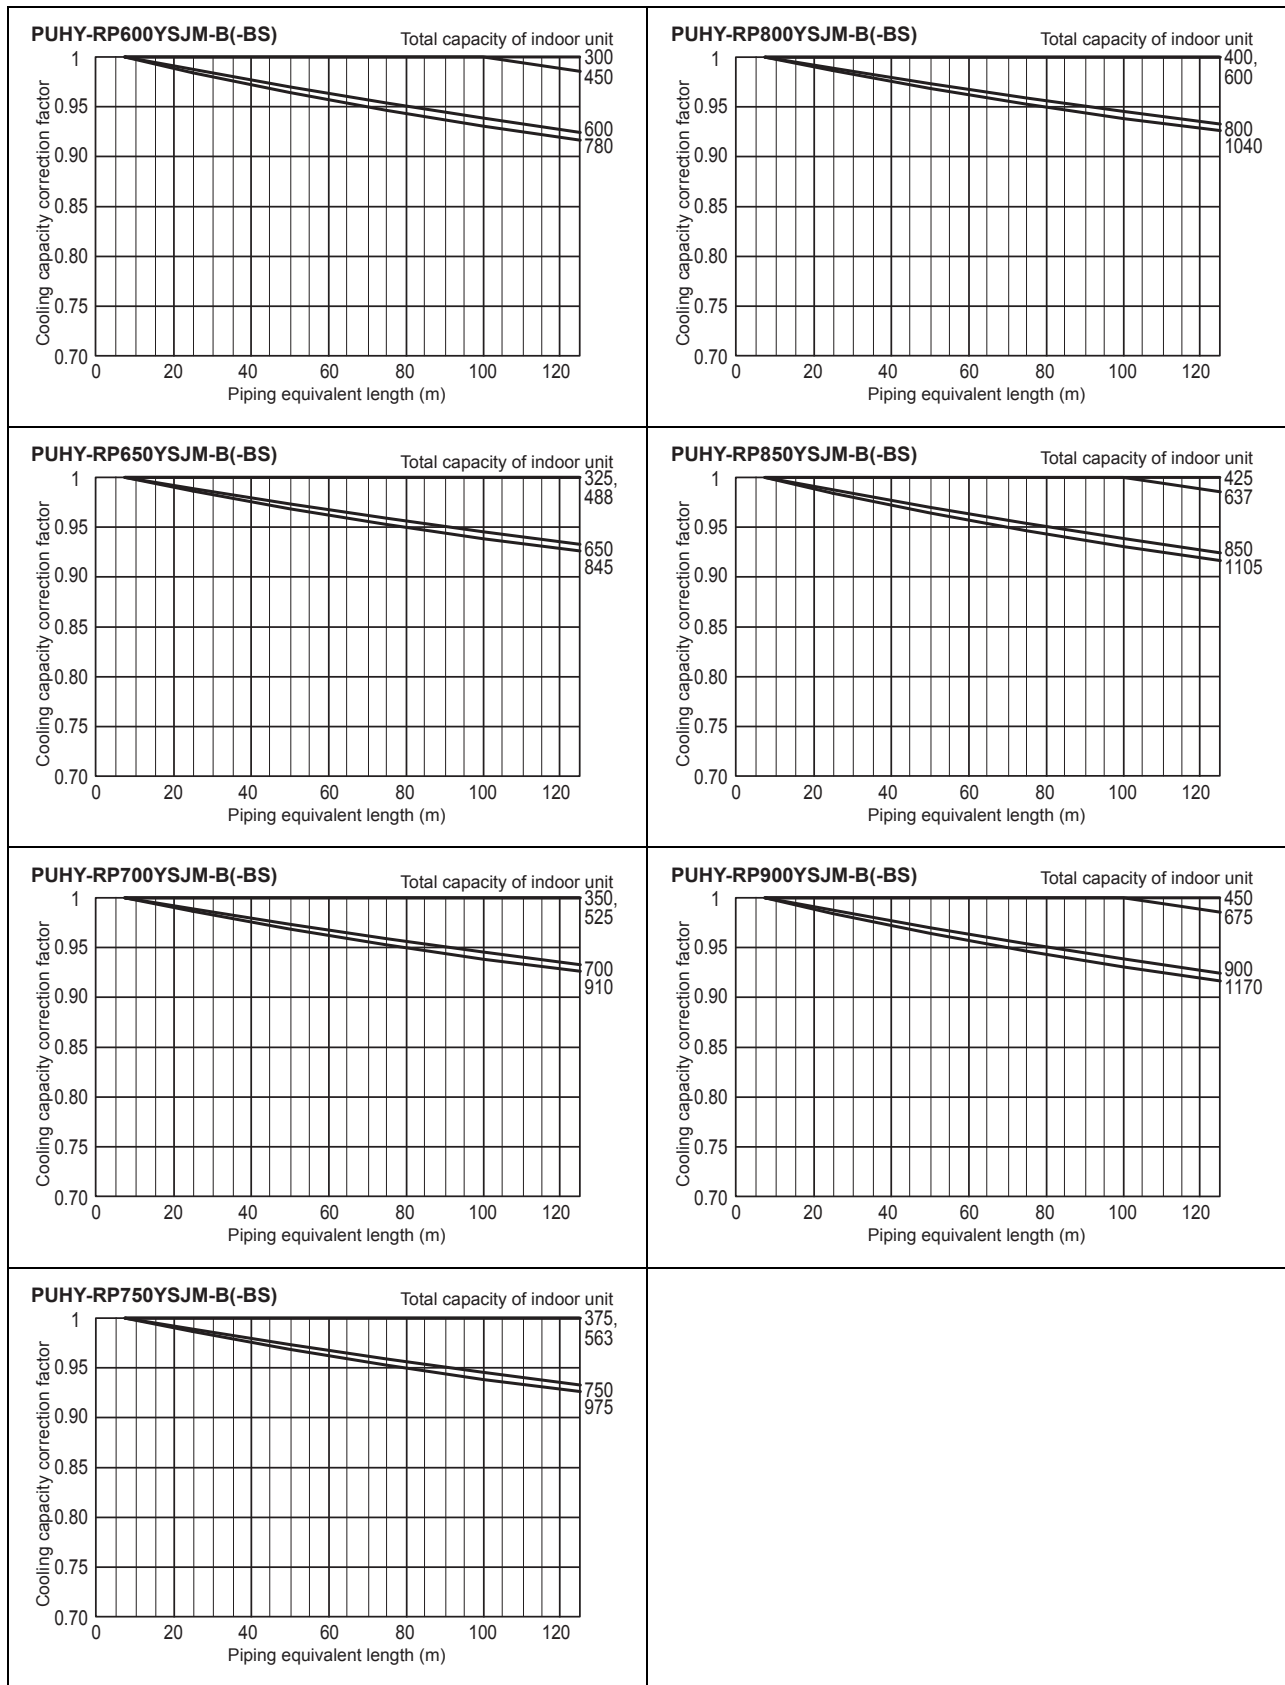 PUHY-RP600YSJM-B(-BS)
Total capacity of indoor unit
Cooling capacity correction factor
1
0.95
0.90
0.85
0.80
0.75
0.70
300
450
600
780
0 20 40 60 80 100 120
Piping equivalent length (m)
PUHY-RP800YSJM-B(-BS)
Total capacity of indoor unit
Cooling capacity correction factor
1
0.95
0.90
0.85
0.80
0.75
0.70
400,
600
800
1040
0 20 40 60 80 100 120
Piping equivalent length (m)
PUHY-RP650YSJM-B(-BS)
Total capacity of indoor unit
Cooling capacity correction factor
1
0.95
0.90
0.85
0.80
0.75
0.70
325,
488
650
845
0 20 40 60 80 100 120
Piping equivalent length (m)
PUHY-RP850YSJM-B(-BS)
Total capacity of indoor unit
Cooling capacity correction factor
1
0.95
0.90
0.85
0.80
0.75
0.70
425
637
850
1105
0 20 40 60 80 100 120
Piping equivalent length (m)
PUHY-RP700YSJM-B(-BS)
Total capacity of indoor unit
Cooling capacity correction factor
1
0.95
0.90
0.85
0.80
0.75
0.70
350,
525
700
910
0 20 40 60 80 100 120
Piping equivalent length (m)
PUHY-RP900YSJM-B(-BS)
Total capacity of indoor unit
Cooling capacity correction factor
1
0.95
0.90
0.85
0.80
0.75
0.70
450
675
900
1170
0 20 40 60 80 100 120
Piping equivalent length (m)
PUHY-RP750YSJM-B(-BS)
Total capacity of indoor unit
Cooling capacity correction factor
1
0.95
0.90
0.85
0.80
0.75
0.70
375,
563
750
975
0 20 40 60 80 100 120
Piping equivalent length (m)